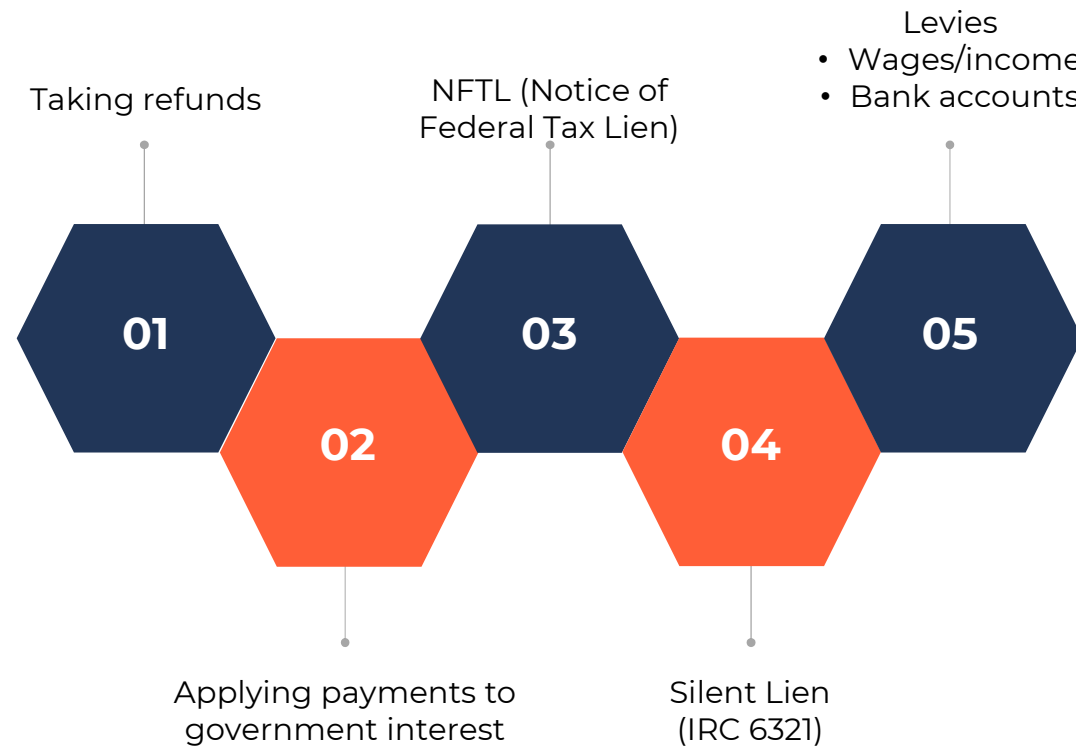 Taking refunds
01
Applying payments to
government interest
02
NFTL (Notice of
Federal Tax Lien)
03
Silent Lien
(IRC 6321)
04
Levies
• Wages/income
• Bank accounts
05